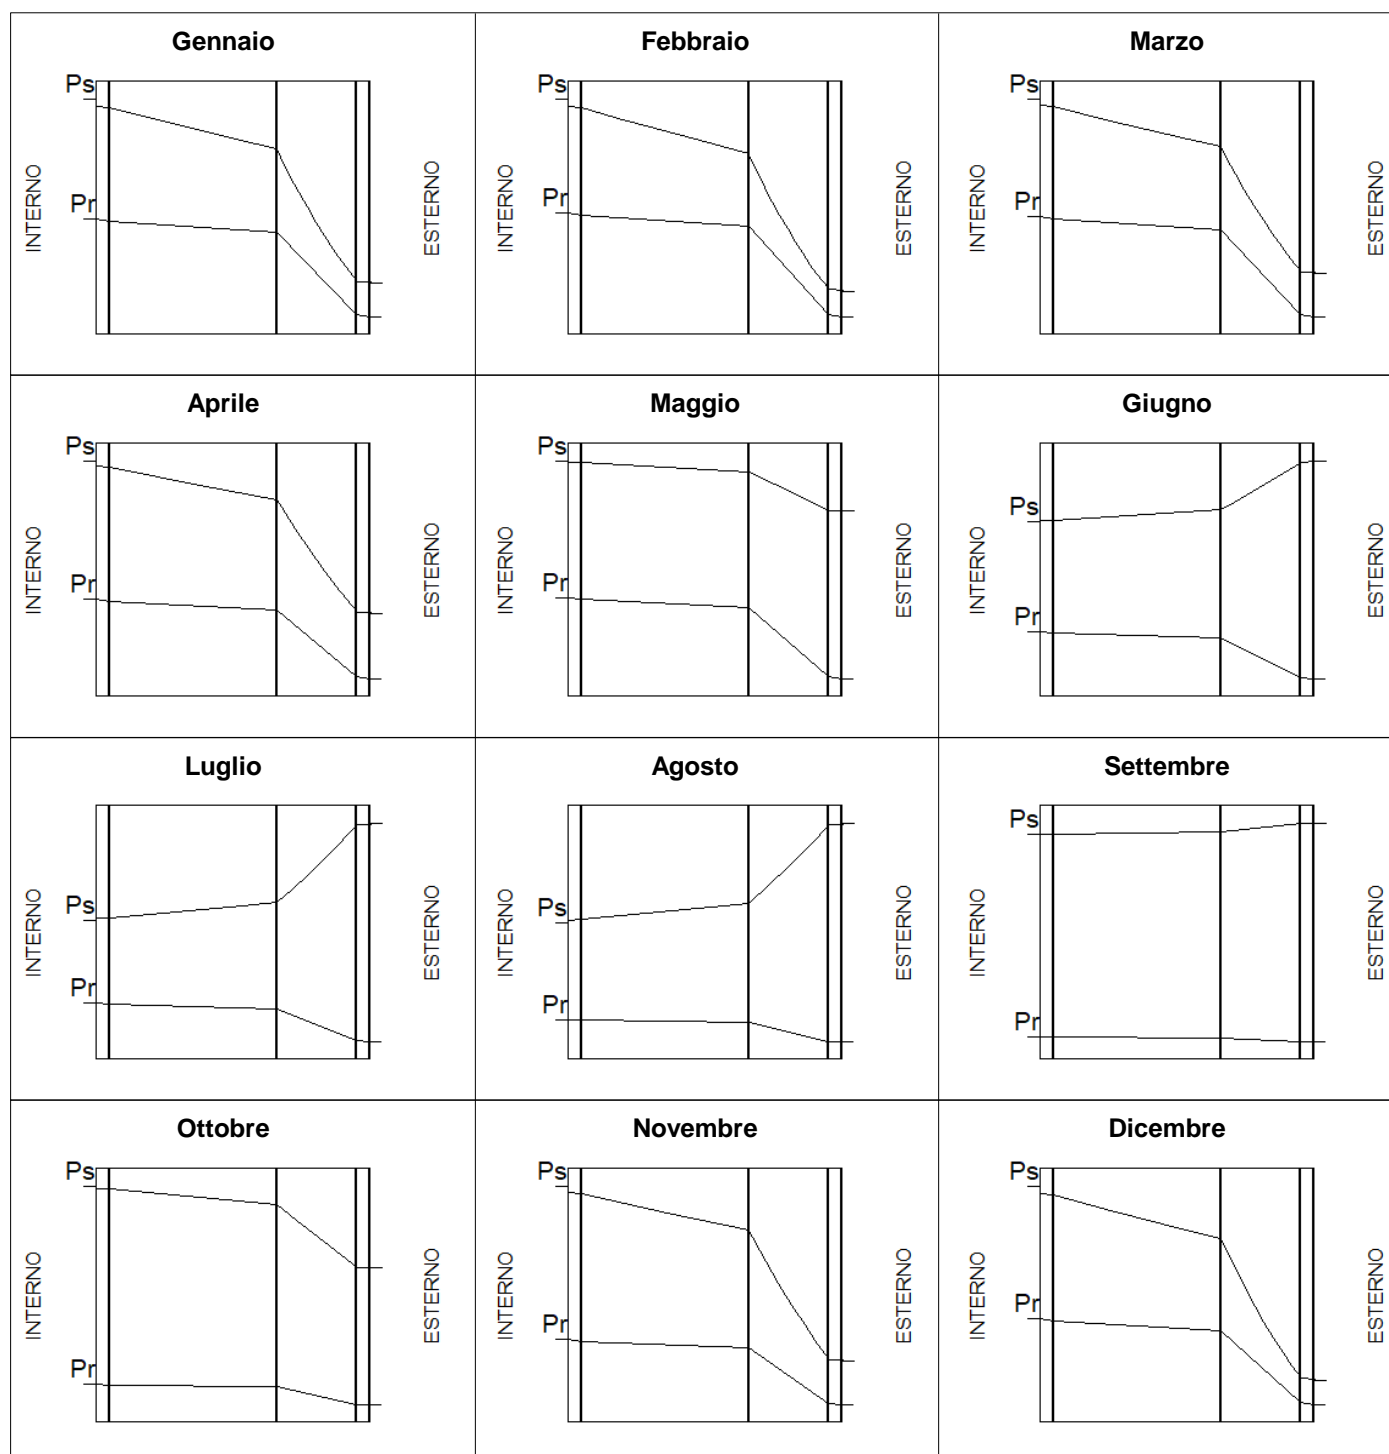 Gennaio
Ps
Pr
INTERNO
ESTERNO
Febbraio
Ps
Pr
INTERNO
ESTERNO
Marzo
Ps
Pr
INTERNO
ESTERNO
Aprile
Ps
Pr
INTERNO
ESTERNO
Maggio
Ps
Pr
INTERNO
ESTERNO
Giugno
Ps
Pr
INTERNO
ESTERNO
Luglio
Ps
Pr
INTERNO
ESTERNO
Agosto
Ps
Pr
INTERNO
ESTERNO
Settembre
Ps
Pr
INTERNO
ESTERNO
Ottobre
Ps
Pr
INTERNO
ESTERNO
Novembre
Ps
Pr
INTERNO
ESTERNO
Dicembre
Ps
Pr
INTERNO
ESTERNO